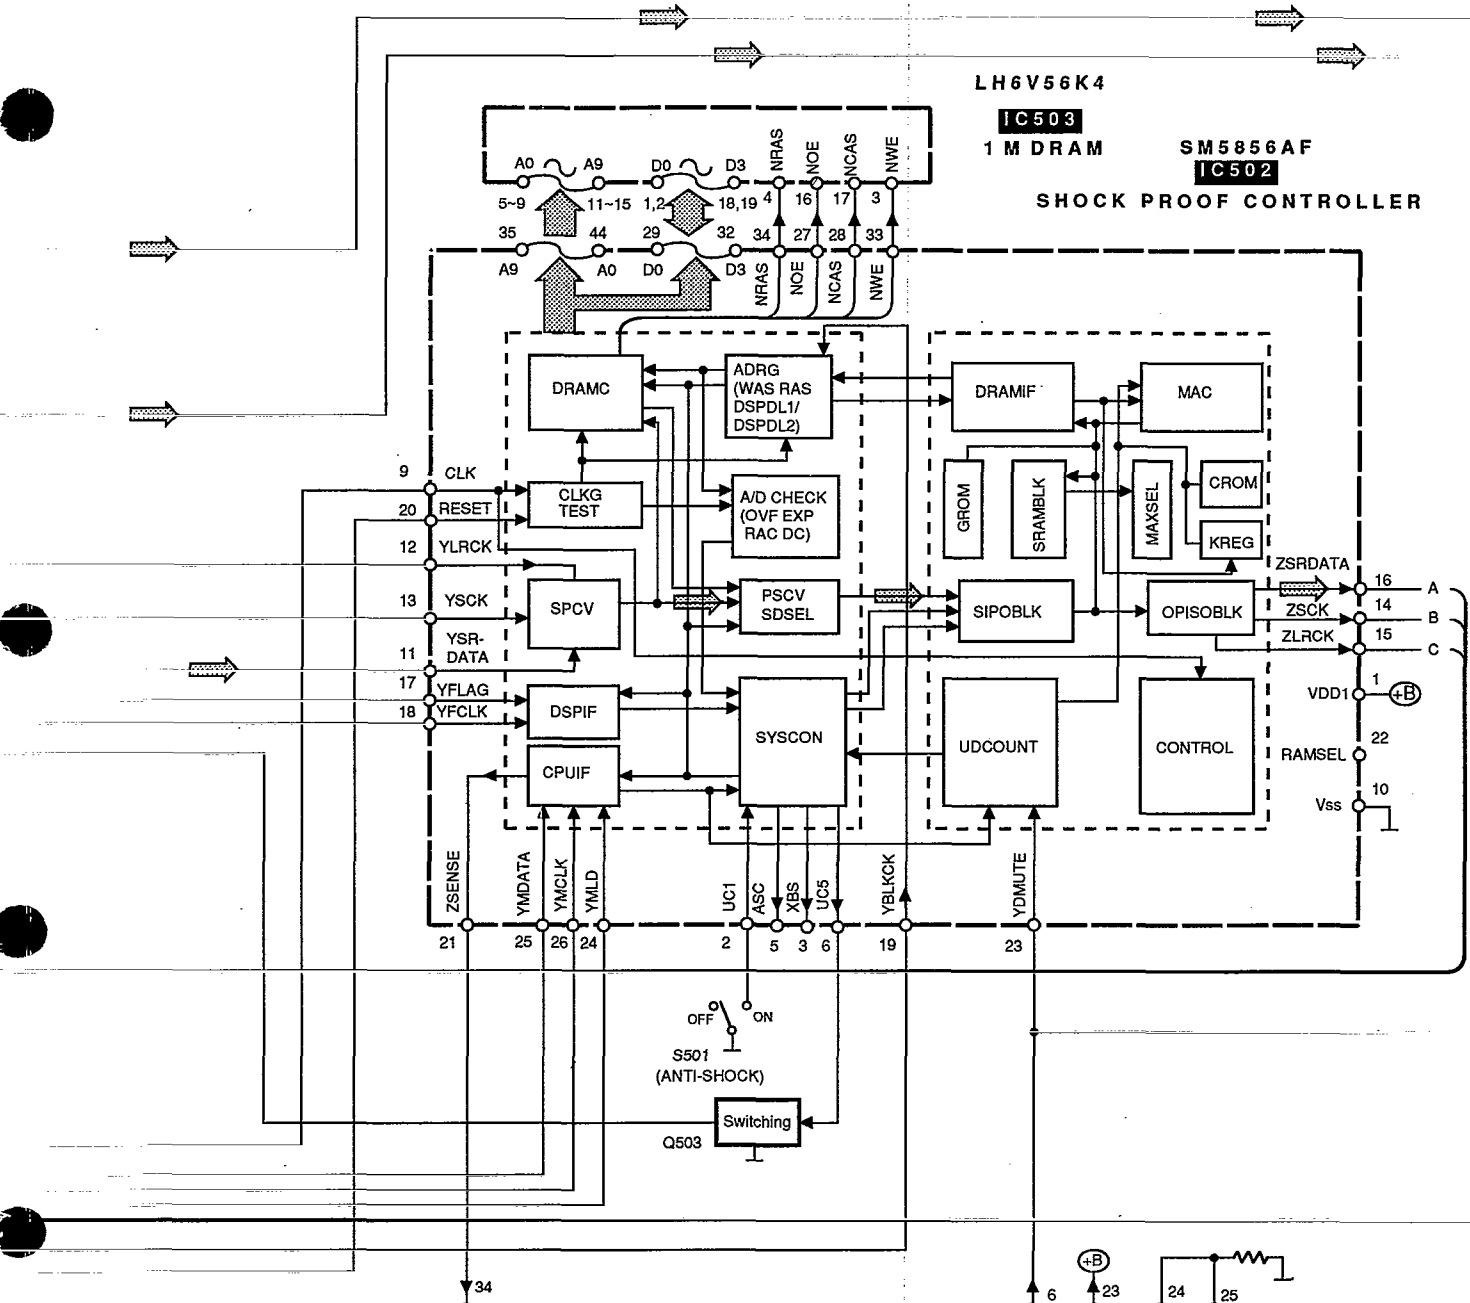 LH6V56K4
IC503
1 M DRAM
SM5856AF
IC502
SHOCK PROOF CONTROLLER
A0 A9 D0 D3 NRAS NOE NCAS NWE
5~9 11~15 1,2 18,19 4 16 17 3
35 44 29 32 34 27 28 33
A9 A0 D0 D3 NRAS NOE NCAS NWE
DRAMC
ADRG
(WAS RAS
DSPDL1/
DSPDL2)
DRAMIF
MAC
9 CLK
20 RESET
12 YLRCK
13 YSCK
YSR-
11 DATA
17 YFLAG
18 YFCLK
CLKG
TEST
A/D CHECK
(OVF EXP
RAC DC)
GROM
SRAMBLK
MAXSEL
CROM
KREG
SPCV
PSCV
SDSEL
SIPOBLK
OPISOBLK
ZSRDATA 16 A
ZSCK 14 B
ZLRCK 15 C
VDD1 1 +B
RAMSEL 22
Vss 10
DSPIF
CPUIF
SYSCON
UDCOUNT
CONTROL
ZSENSE YMDATA YMCLK YMLD UC1 ASC XBS UC5 YBLKCK YDMUTE
21 25 26 24 2 5 3 6 19 23
OFF ON
S501
(ANTI-SHOCK)
Switching
Q503
+B
34 6 23 24 25